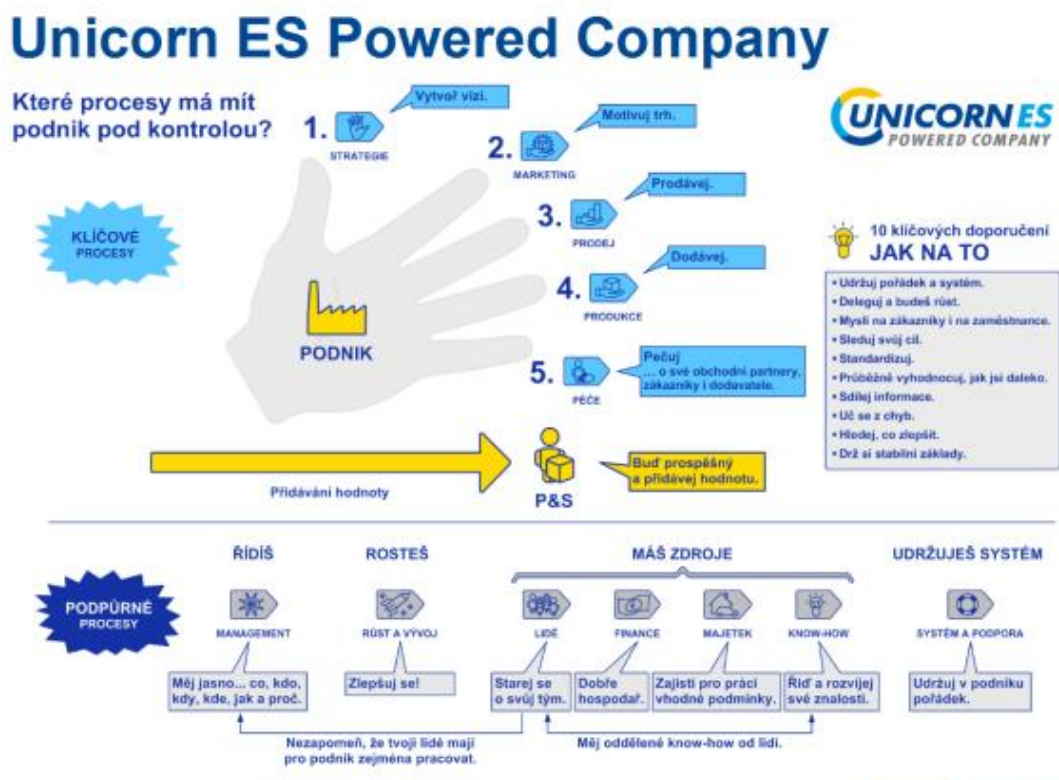 Unicorn ES Powered Company
Které procesy má mít
podnik pod kontrolou?
UNICORN ES
POWERED COMPANY
KLÍČOVÉ
PROCESY
1.
STRATEGIE
Vytvoř vizi.
2.
MARKETING
Motivuj trh.
3.
PRODEJ
Prodávej.
4.
PRODUKCE
Dodávej.
5.
PÉČE
Pečuj
... o své obchodní partnery,
zákazníky i dodavatele.
PODNIK
10 klíčových doporučení
JAK NA TO
• Udržuj pořádek a systém.
• Deleguj a budeš růst.
• Mysli na zákazníky i na zaměstnance.
• Sleduj svůj cíl.
• Standardizuj.
• Průběžně vyhodnocuj, jak jsi daleko.
• Sdílej informace.
• Uč se z chyb.
• Hledej, co zlepšit.
• Drž si stabilní základy.
Přidávání hodnoty
P&S
Buď prospěšný
a přidávej hodnotu.
PODPŮRNÉ
PROCESY
ŘÍDÍŠ
ROSTEŠ
MÁŠ ZDROJE
UDRŽUJEŠ SYSTÉM
MANAGEMENT
RŮST A VÝVOJ
LIDÉ
FINANCE
MAJETEK
KNOW-HOW
SYSTÉM A PODPORA
Měj jasno... co, kdo,
kdy, kde, jak a proč.
Zlepšuj se!
Starej se
o svůj tým.
Dobře
hospodař.
Zajisti pro práci
vhodné podmínky.
Řiď a rozvíjej
své znalosti.
Udržuj v podniku
pořádek.
Nezapomeň, že tvoji lidé mají
pro podnik zejména pracovat.
Měj oddělené know-how od lidí.